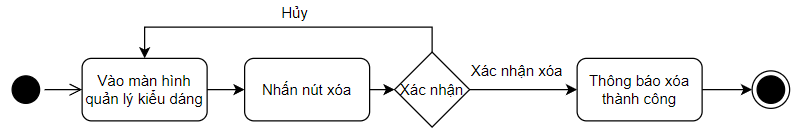 Hủy
Vào màn hình
quản lý kiểu dáng
Nhấn nút xóa
Xác nhận
Xác nhận xóa
Thông báo xóa
thành công